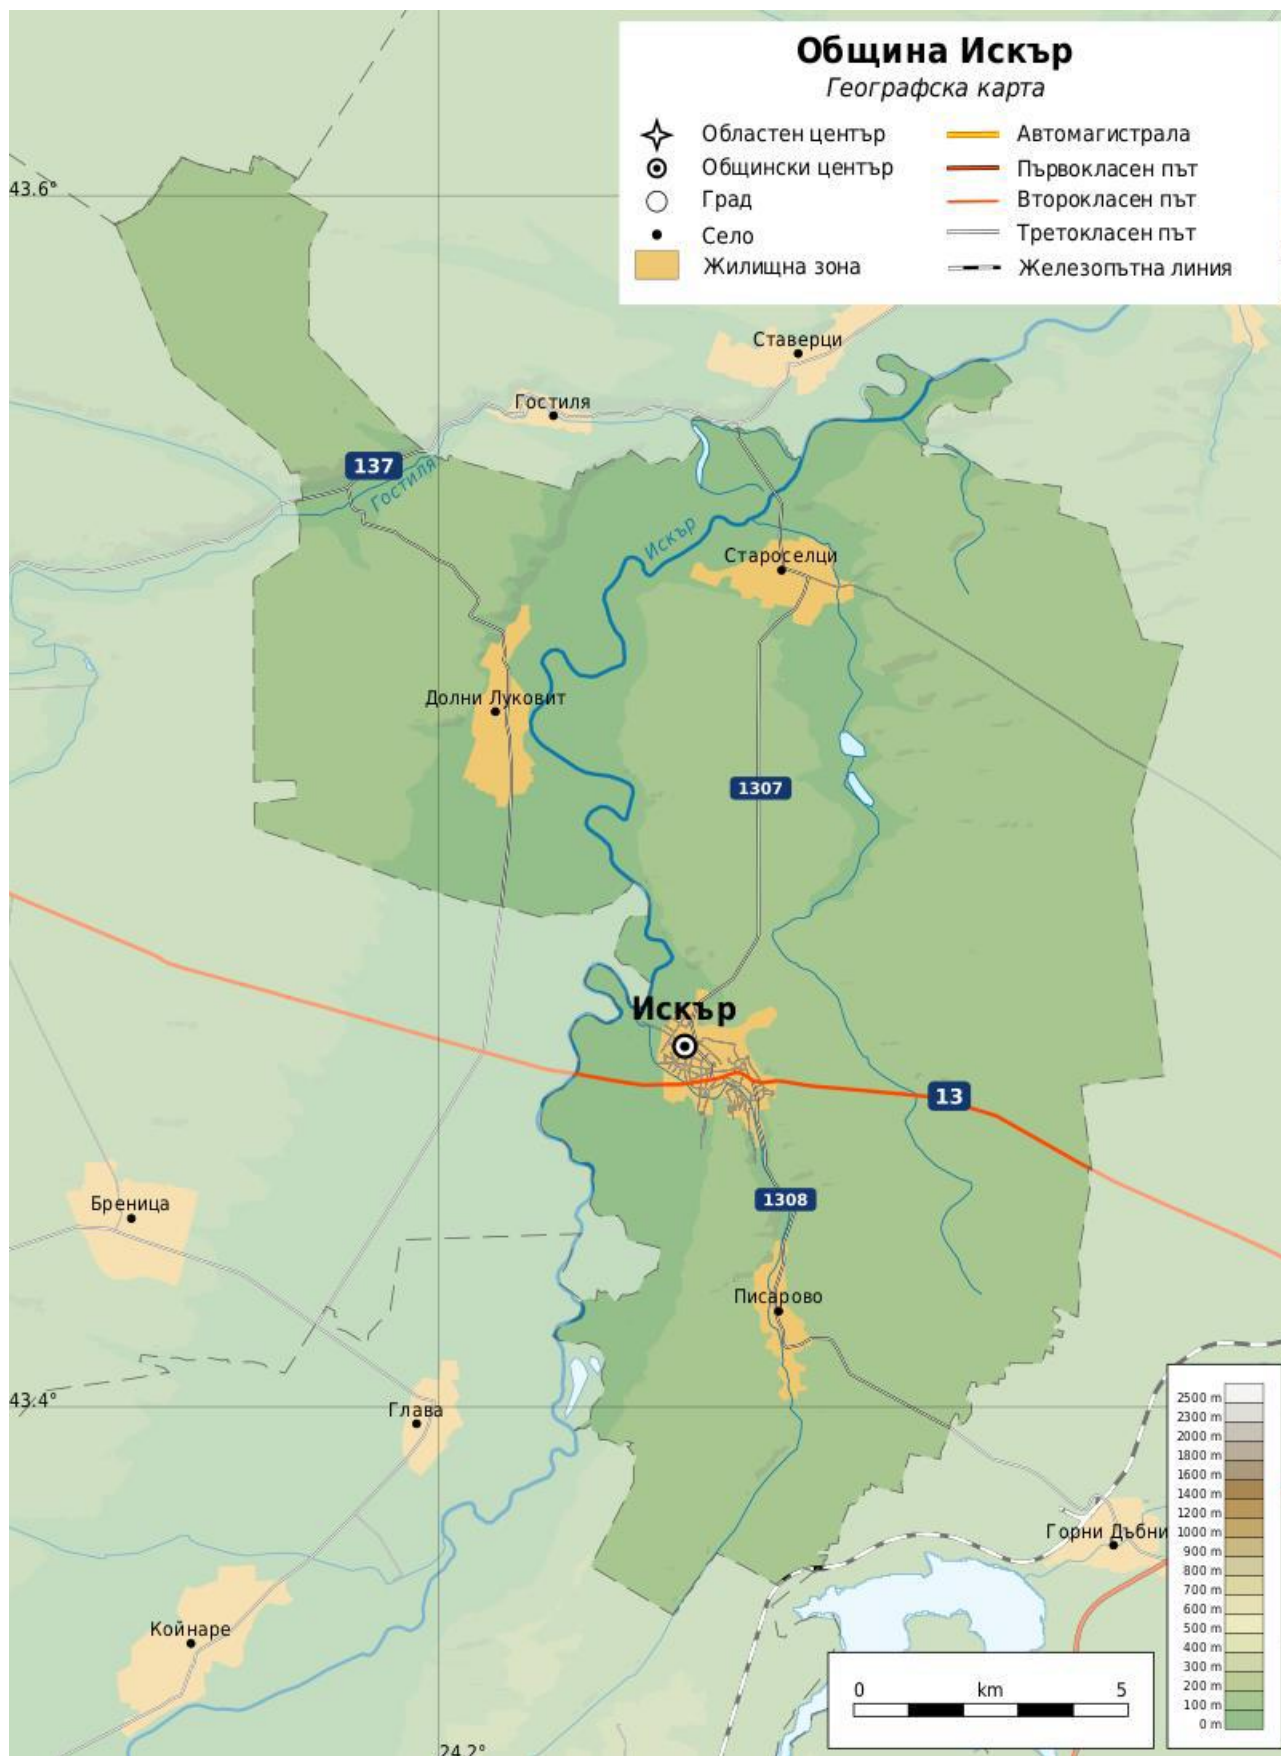 Община Искър
Географска карта
Областен център
Общински център
Град
Село
Жилищна зона
Автомагистрала
Първокласен път
Второкласен път
Третокласен път
Железопътна линия
43.6°
Ставерци
Гостиля
137
Гостиля
Искър
Староселци
Долни Луковит
1307
Искър
13
Бреница
1308
Писарово
43.4°
Глава
Горни Дъбни
Койнаре
24.2°
0 km 5
2500 m
2300 m
2000 m
1800 m
1600 m
1400 m
1200 m
1000 m
900 m
800 m
700 m
600 m
500 m
400 m
300 m
200 m
100 m
0 m